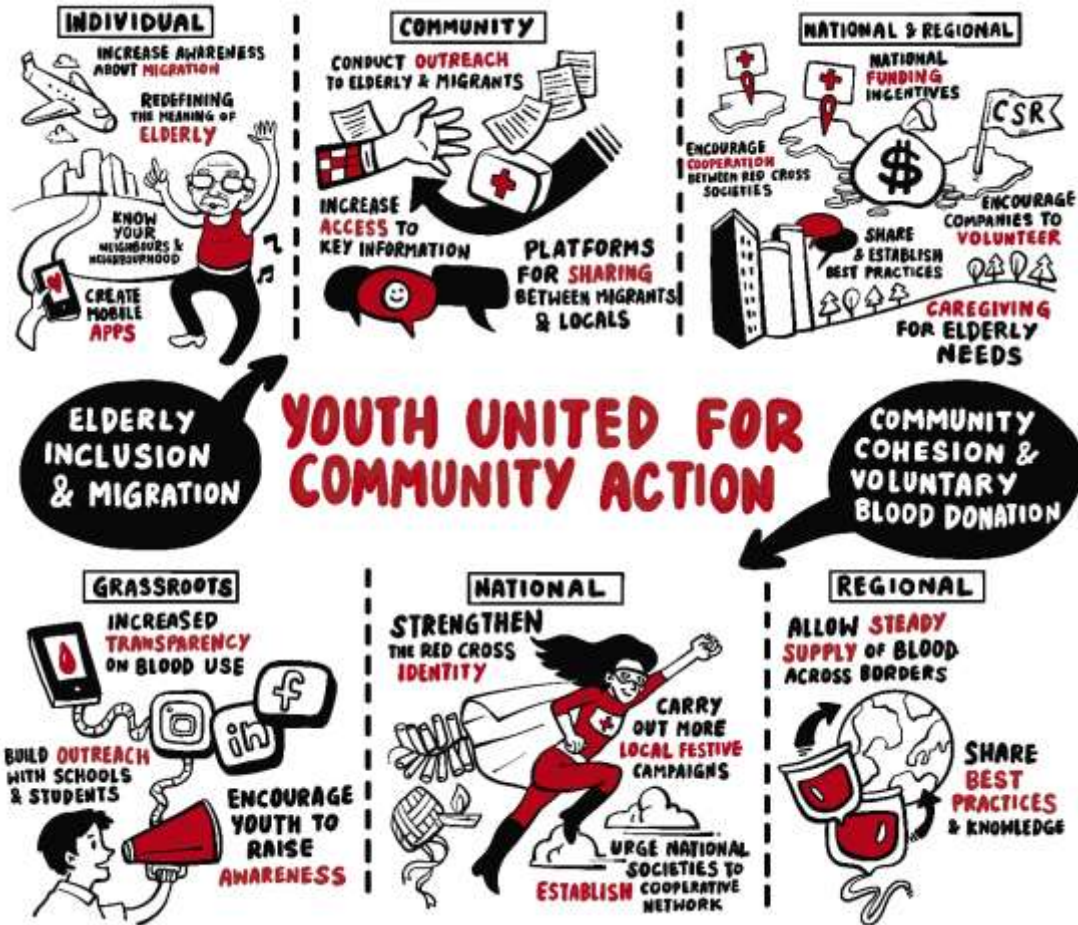 INDIVIDUAL
INCREASE AWARENESS
ABOUT MIGRATION
REDEFINING
THE MEANING OF
ELDERLY
KNOW
YOUR
NEIGHBOURS &
NEIGHBOURHOOD
CREATE
MOBILE
APPS
COMMUNITY
CONDUCT OUTREACH
TO ELDERLY & MIGRANTS
INCREASE
ACCESS TO
KEY INFORMATION
PLATFORMS
FOR SHARING
BETWEEN MIGRANTS
& LOCALS
NATIONAL & REGIONAL
NATIONAL
FUNDING
INCENTIVES
CSR
$
ENCOURAGE
COOPERATION
BETWEEN RED CROSS
SOCIETIES
ENCOURAGE
COMPANIES TO
VOLUNTEER
SHARE
& ESTABLISH
BEST PRACTICES
CAREGIVING
FOR ELDERLY
NEEDS
ELDERLY
INCLUSION
& MIGRATION
YOUTH UNITED FOR
COMMUNITY ACTION
COMMUNITY
COHESION &
VOLUNTARY
BLOOD DONATION
GRASSROOTS
INCREASED
TRANSPARENCY
ON BLOOD USE
f
in
BUILD OUTREACH
WITH SCHOOLS
& STUDENTS
ENCOURAGE
YOUTH TO
RAISE
AWARENESS
NATIONAL
STRENGTHEN
THE RED CROSS
IDENTITY
CARRY
OUT MORE
LOCAL FESTIVE
CAMPAIGNS
URGE NATIONAL
SOCIETIES TO
ESTABLISH COOPERATIVE
NETWORK
REGIONAL
ALLOW STEADY
SUPPLY OF BLOOD
ACROSS BORDERS
SHARE
BEST
PRACTICES
& KNOWLEDGE